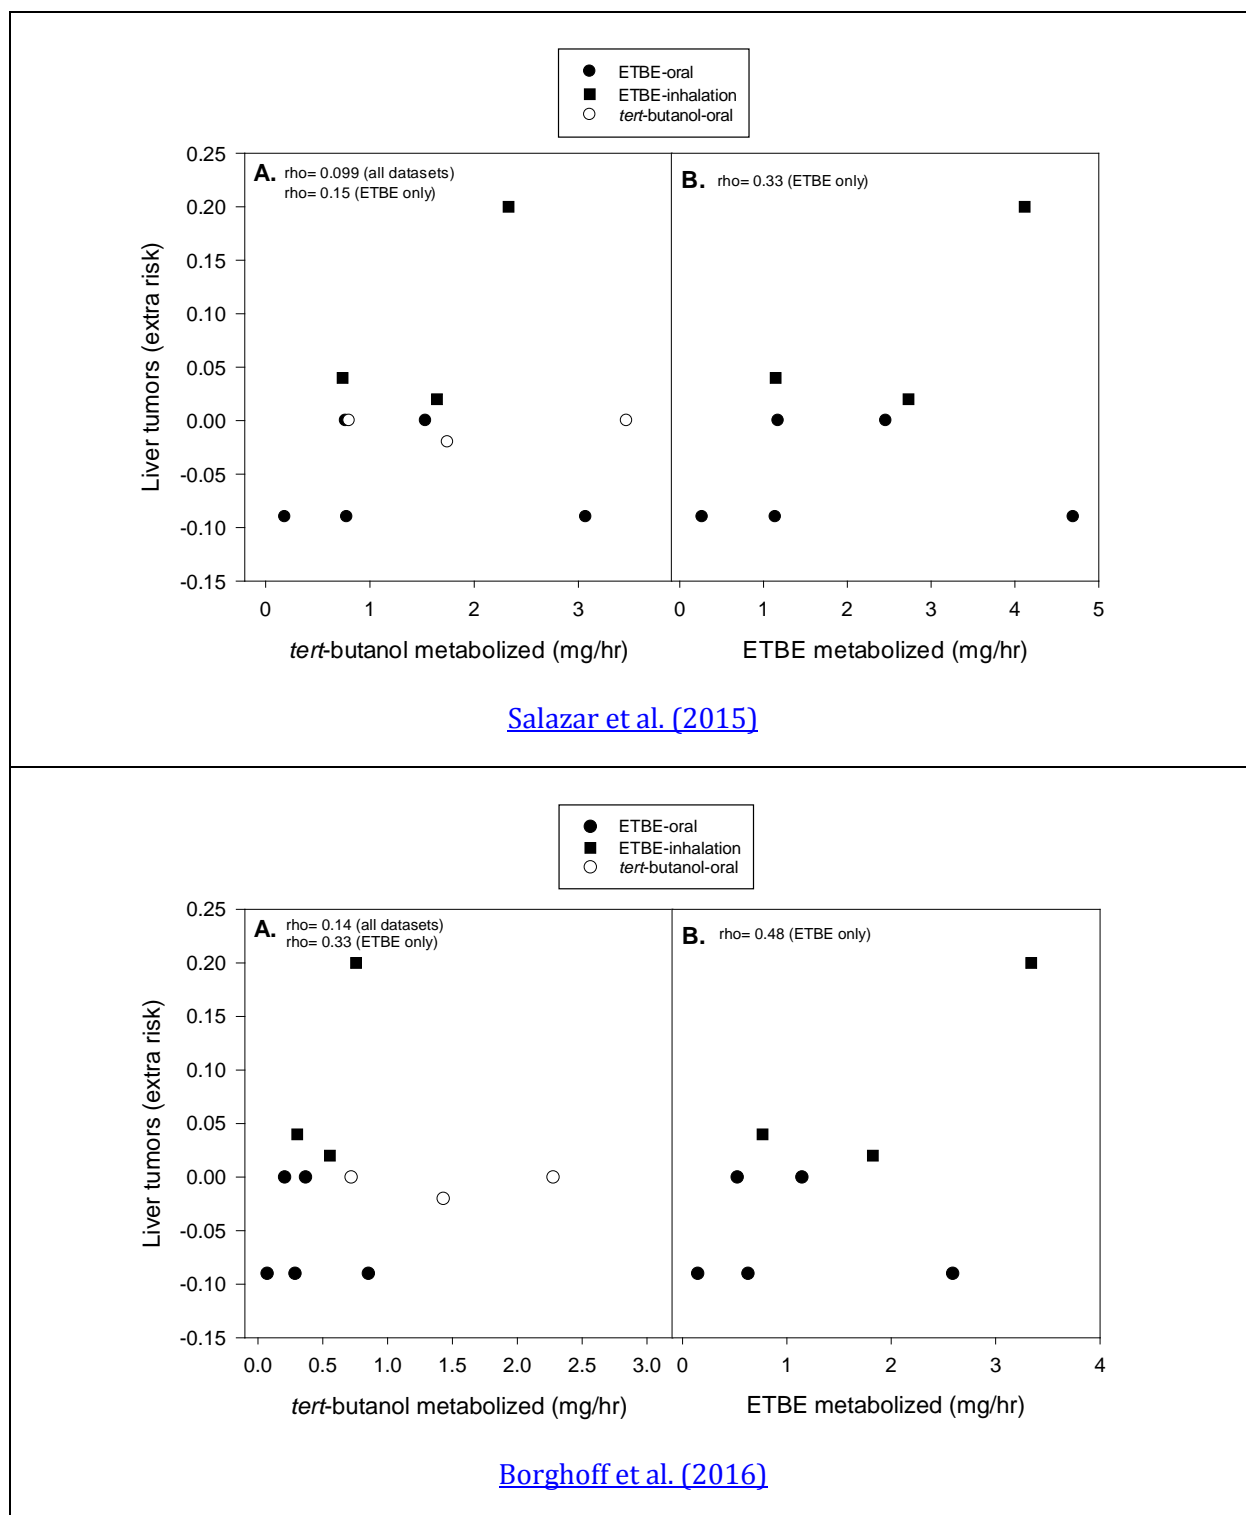 ETBE-oral
ETBE-inhalation
tert-butanol-oral
A. rho= 0.099 (all datasets)
rho= 0.15 (ETBE only)
B. rho= 0.33 (ETBE only)
Liver tumors (extra risk)
0.25
0.20
0.15
0.10
0.05
0.00
-0.05
-0.10
-0.15
0 1 2 3
0 1 2 3 4 5
tert-butanol metabolized (mg/hr)
ETBE metabolized (mg/hr)
Salazar et al. (2015)
ETBE-oral
ETBE-inhalation
tert-butanol-oral
A. rho= 0.14 (all datasets)
rho= 0.33 (ETBE only)
B. rho= 0.48 (ETBE only)
Liver tumors (extra risk)
0.25
0.20
0.15
0.10
0.05
0.00
-0.05
-0.10
-0.15
0.0 0.5 1.0 1.5 2.0 2.5 3.0
0 1 2 3 4
tert-butanol metabolized (mg/hr)
ETBE metabolized (mg/hr)
Borghoff et al. (2016)